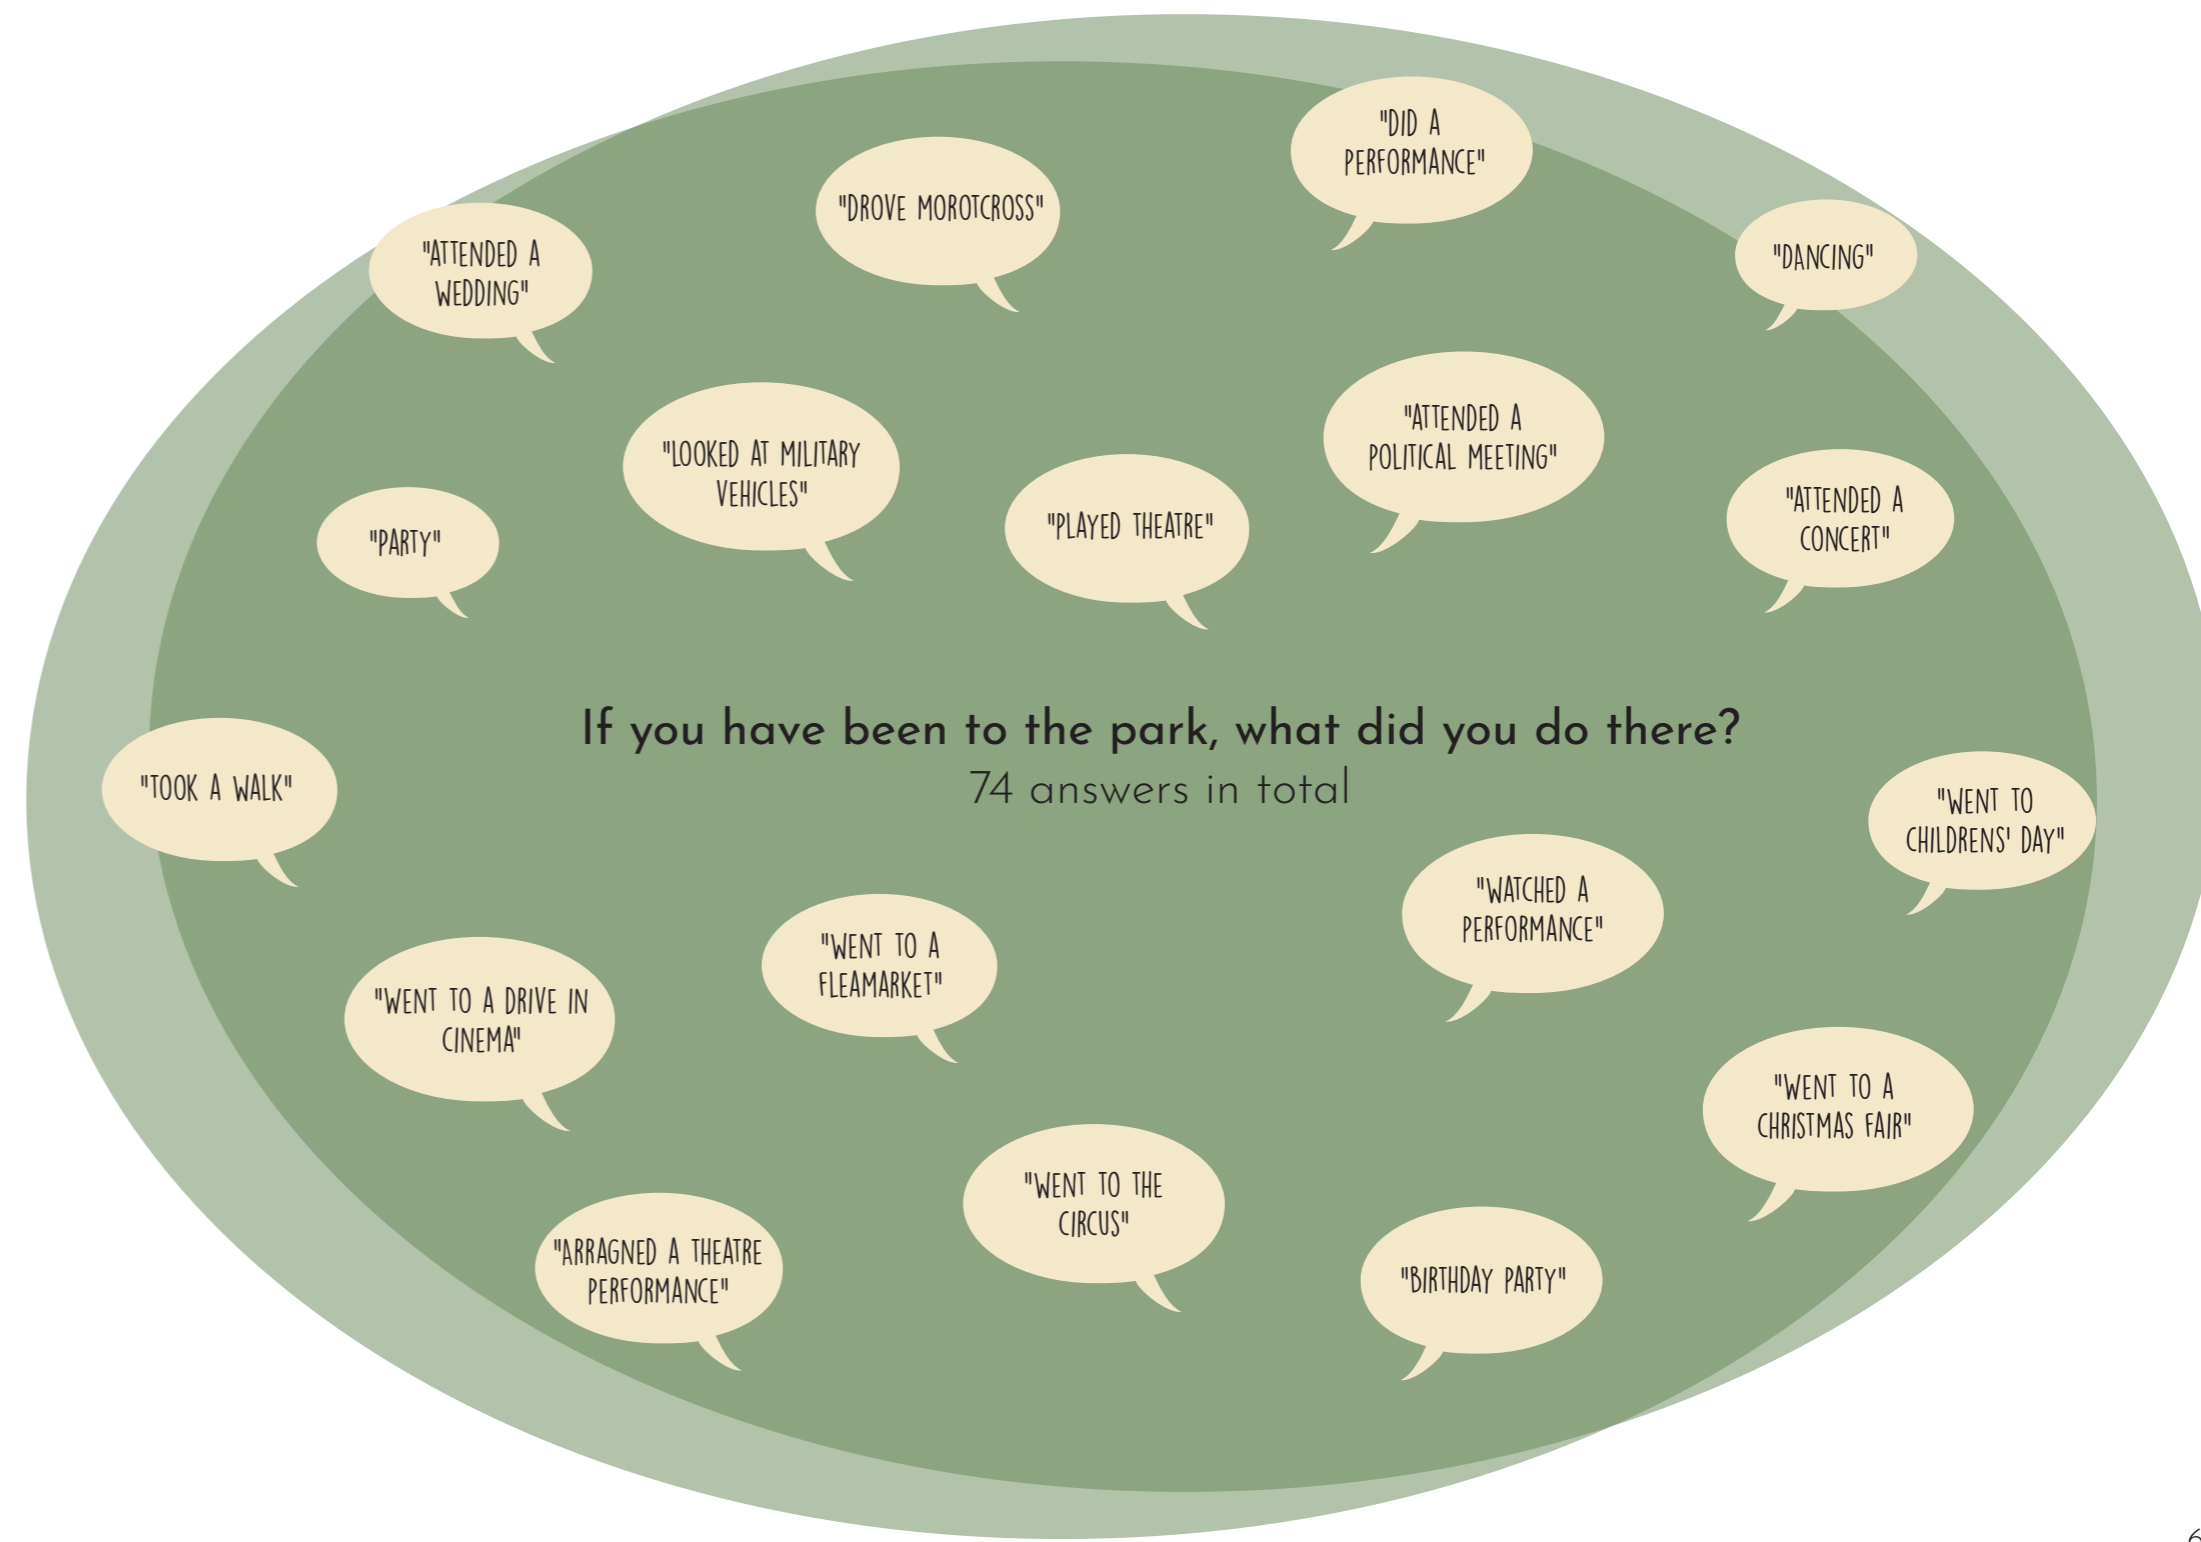 "DID A
PERFORMANCE"
"DROVE MOROTCROSS"
"ATTENDED A
WEDDING"
"DANCING"
"LOOKED AT MILITARY
VEHICLES"
"ATTENDED A
POLITICAL MEETING"
"PARTY"
"PLAYED THEATRE"
"ATTENDED A
CONCERT"
If you have been to the park, what did you do there?
74 answers in total
"TOOK A WALK"
"WENT TO
CHILDRENS' DAY"
"WATCHED A
PERFORMANCE"
"WENT TO A
FLEAMARKET"
"WENT TO A DRIVE IN
CINEMA"
"WENT TO A
CHRISTMAS FAIR"
"WENT TO THE
CIRCUS"
"ARRAGNED A THEATRE
PERFORMANCE"
"BIRTHDAY PARTY"